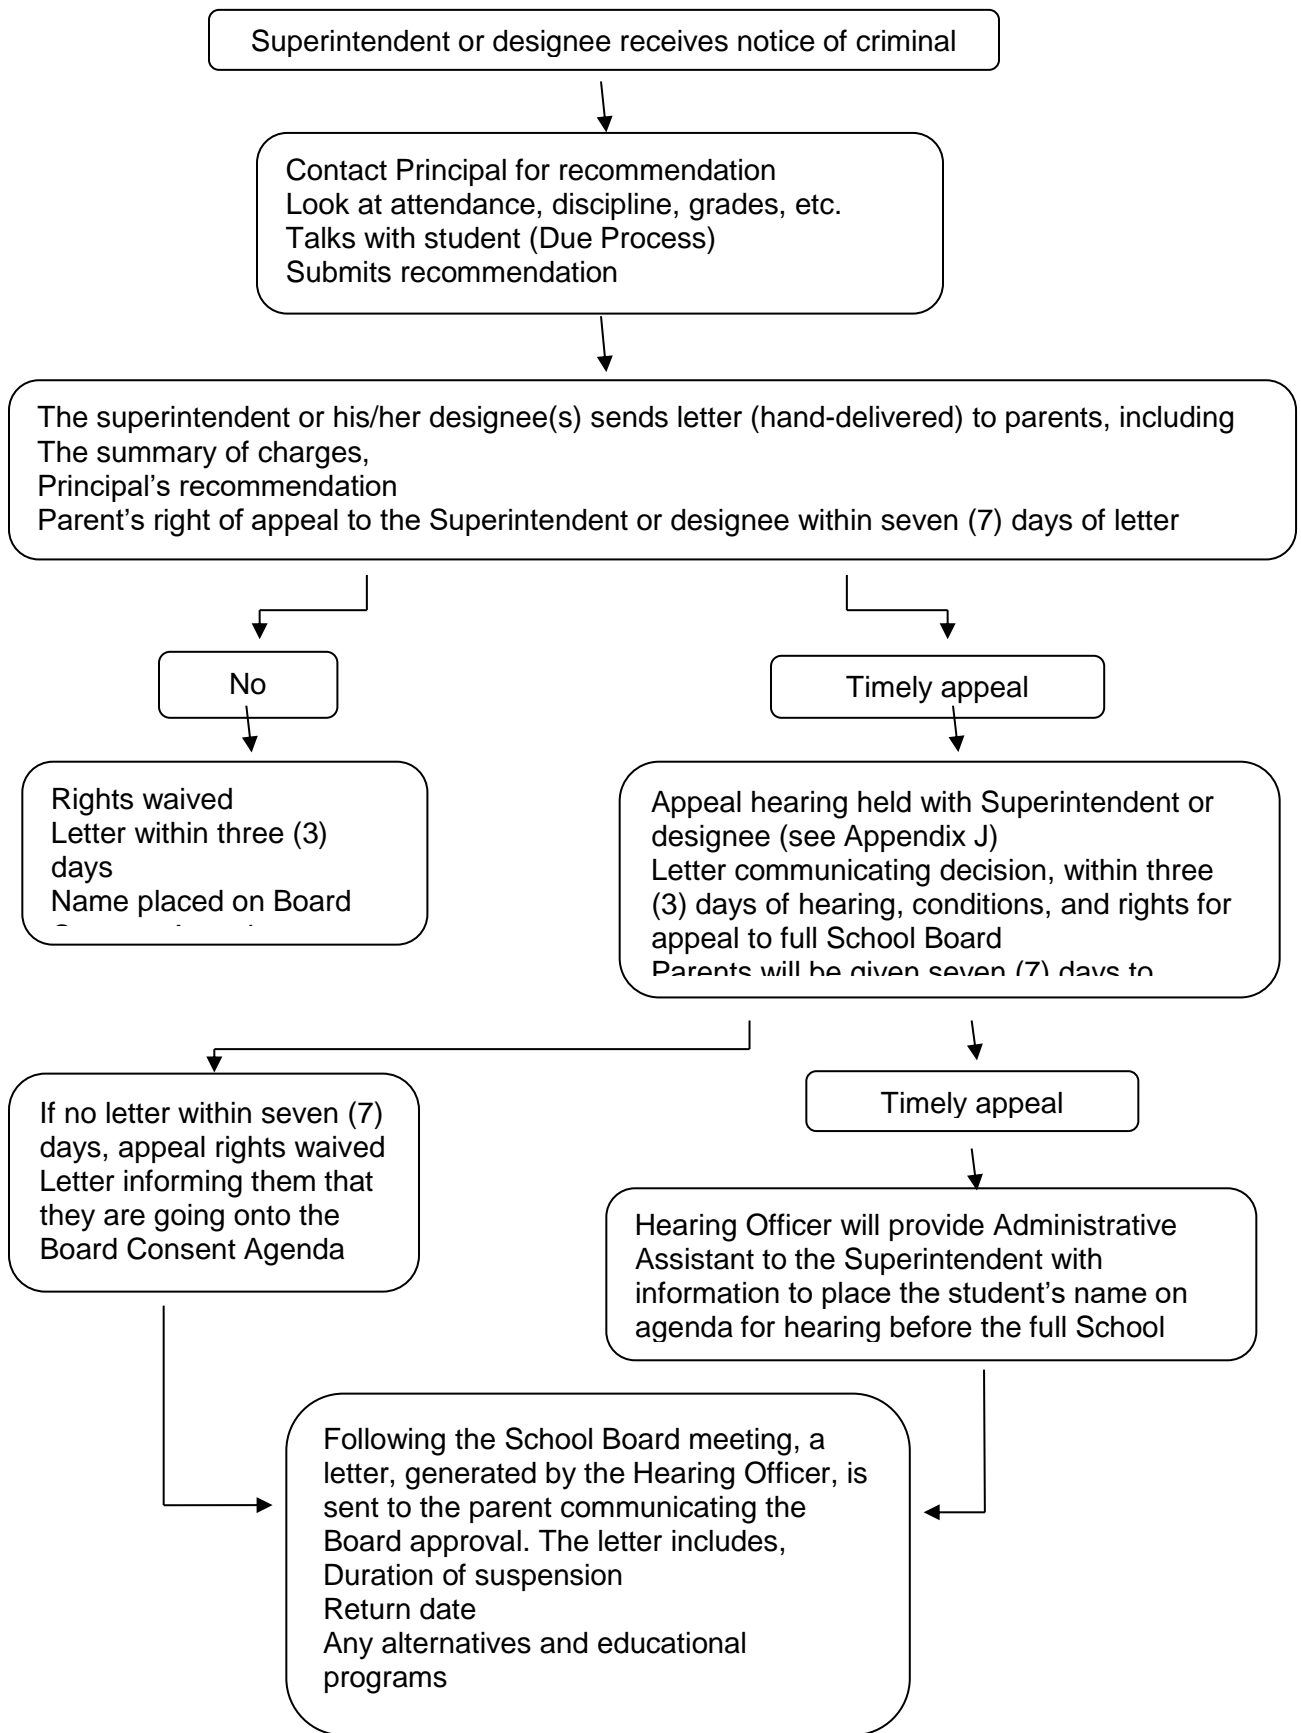 Superintendent or designee receives notice of criminal
Contact Principal for recommendation
Look at attendance, discipline, grades, etc.
Talks with student (Due Process)
Submits recommendation
The superintendent or his/her designee(s) sends letter (hand-delivered) to parents, including
The summary of charges,
Principal’s recommendation
Parent’s right of appeal to the Superintendent or designee within seven (7) days of letter
No
Timely appeal
Rights waived
Letter within three (3)
days
Name placed on Board
Appeal hearing held with Superintendent or
designee (see Appendix J)
Letter communicating decision, within three
(3) days of hearing, conditions, and rights for
appeal to full School Board
Parents will be given seven (7) days to
If no letter within seven (7)
days, appeal rights waived
Letter informing them that
they are going onto the
Board Consent Agenda
Timely appeal
Hearing Officer will provide Administrative
Assistant to the Superintendent with
information to place the student’s name on
agenda for hearing before the full School
Following the School Board meeting, a
letter, generated by the Hearing Officer, is
sent to the parent communicating the
Board approval. The letter includes,
Duration of suspension
Return date
Any alternatives and educational
programs